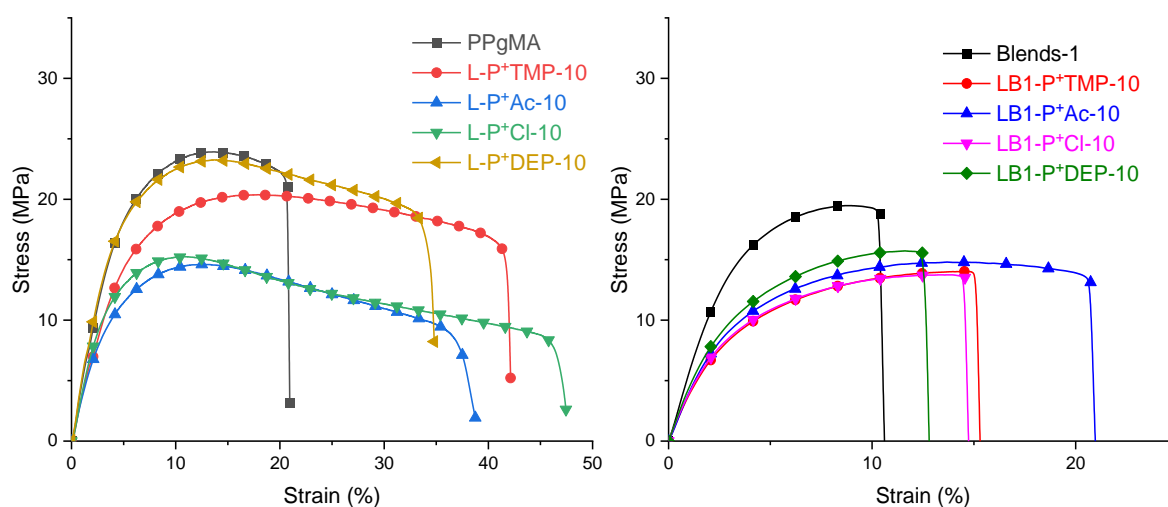 PPgMA
L-P⁺TMP-10
L-P⁺Ac-10
L-P⁺Cl-10
L-P⁺DEP-10
30
20
10
0
Stress (MPa)
0
10
20
30
40
50
Strain (%)
Blends-1
LB1-P⁺TMP-10
LB1-P⁺Ac-10
LB1-P⁺Cl-10
LB1-P⁺DEP-10
30
20
10
0
Stress (MPa)
0
10
20
Strain (%)